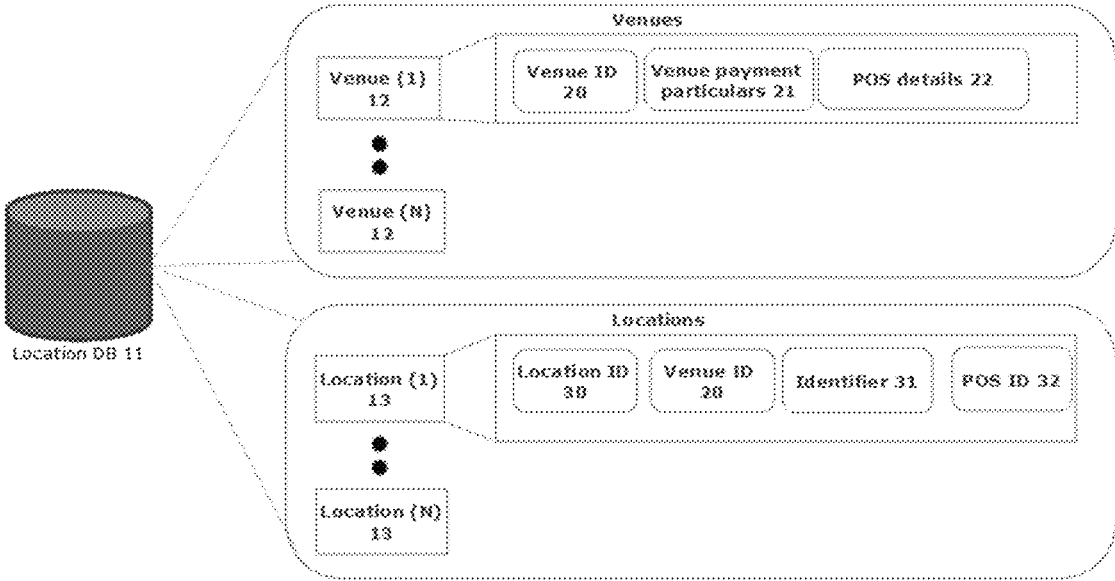 Venues
Venue (1)
12
Venue ID
20
Venue payment
particulars 21
POS details 22
Venue (N)
12
Location DB 11
Locations
Location (1)
13
Location ID
30
Venue ID
20
Identifier 31
POS ID 32
Location (N)
13